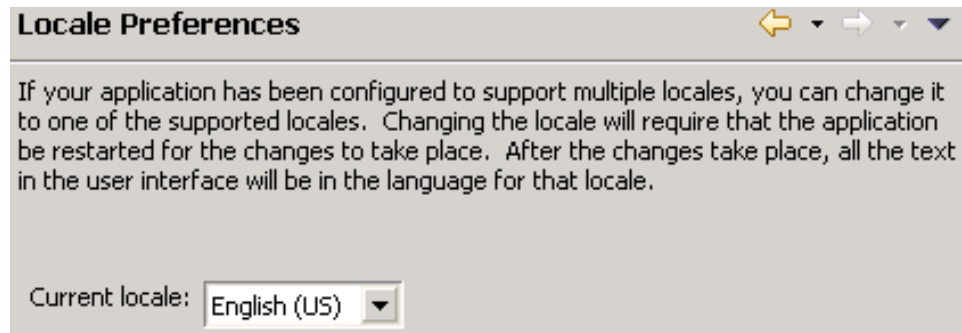 Locale Preferences
If your application has been configured to support multiple locales, you can change it
to one of the supported locales.  Changing the locale will require that the application
be restarted for the changes to take place.  After the changes take place, all the text
in the user interface will be in the language for that locale.
Current locale: English (US)